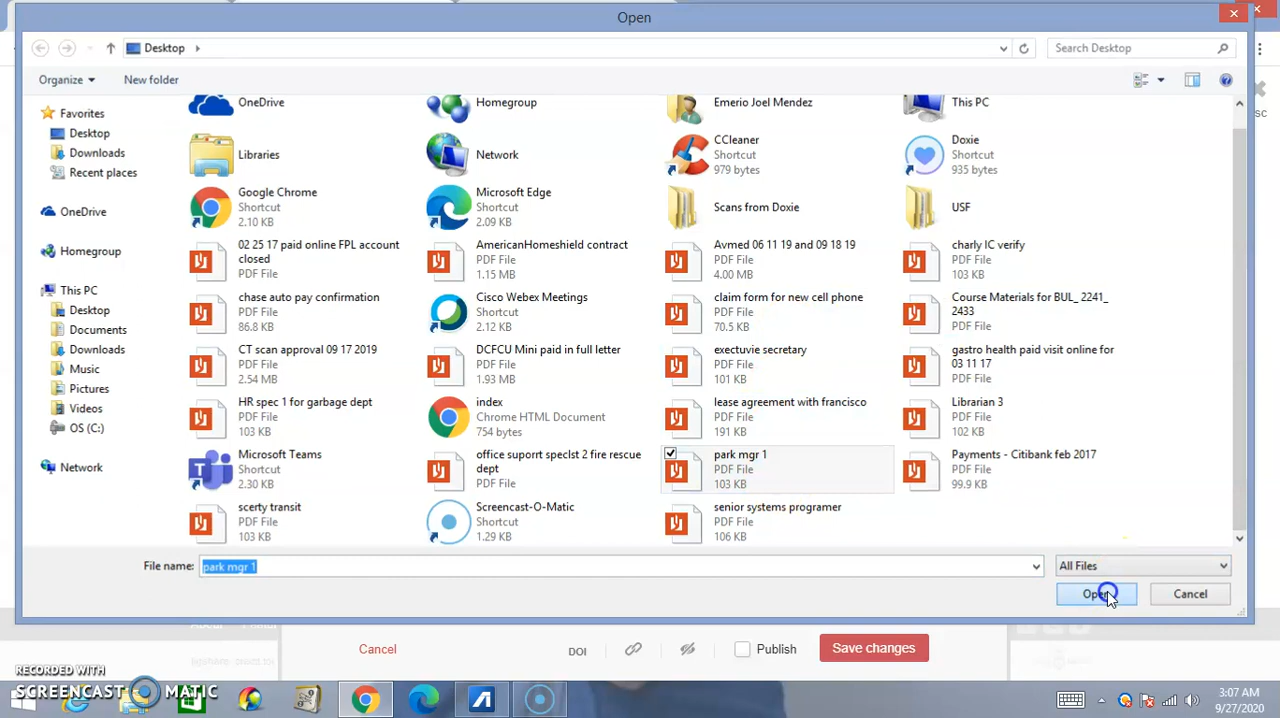 Open
Desktop
Search Desktop
Organize
New folder
Favorites
Desktop
Downloads
Recent places
OneDrive
Homegroup
This PC
Desktop
Documents
Downloads
Music
Pictures
Videos
OS (C:)
Network
OneDrive
Homegroup
Emerio Joel Mendez
This PC
Libraries
Network
CCleaner
Shortcut
979 bytes
Doxie
Shortcut
935 bytes
Google Chrome
Shortcut
2.10 KB
Microsoft Edge
Shortcut
2.09 KB
Scans from Doxie
USF
02 25 17 paid online FPL account
closed
PDF File
AmericanHomeshield contract
PDF File
1.15 MB
Avmed 06 11 19 and 09 18 19
PDF File
4.00 MB
charly IC verify
PDF File
103 KB
chase auto pay confirmation
PDF File
86.8 KB
Cisco Webex Meetings
Shortcut
2.12 KB
claim form for new cell phone
PDF File
70.5 KB
Course Materials for BUL_ 2241_
2433
PDF File
CT scan approval 09 17 2019
PDF File
2.54 MB
DCFCU Mini paid in full letter
PDF File
1.93 MB
exectuvie secretary
PDF File
101 KB
gastro health paid visit online for
03 11 17
PDF File
HR spec 1 for garbage dept
PDF File
103 KB
index
Chrome HTML Document
754 bytes
lease agreement with francisco
PDF File
191 KB
Librarian 3
PDF File
102 KB
Microsoft Teams
Shortcut
2.30 KB
office suporrt speclst 2 fire rescue
dept
PDF File
park mgr 1
PDF File
103 KB
Payments - Citibank feb 2017
PDF File
99.9 KB
scerty transit
PDF File
103 KB
Screencast-O-Matic
Shortcut
1.29 KB
senior systems programer
PDF File
106 KB
File name: park mgr 1
All Files
Open
Cancel
Cancel
DOI
Publish
Save changes
RECORDED WITH
SCREENCAST MATIC
3:07 AM
9/27/2020